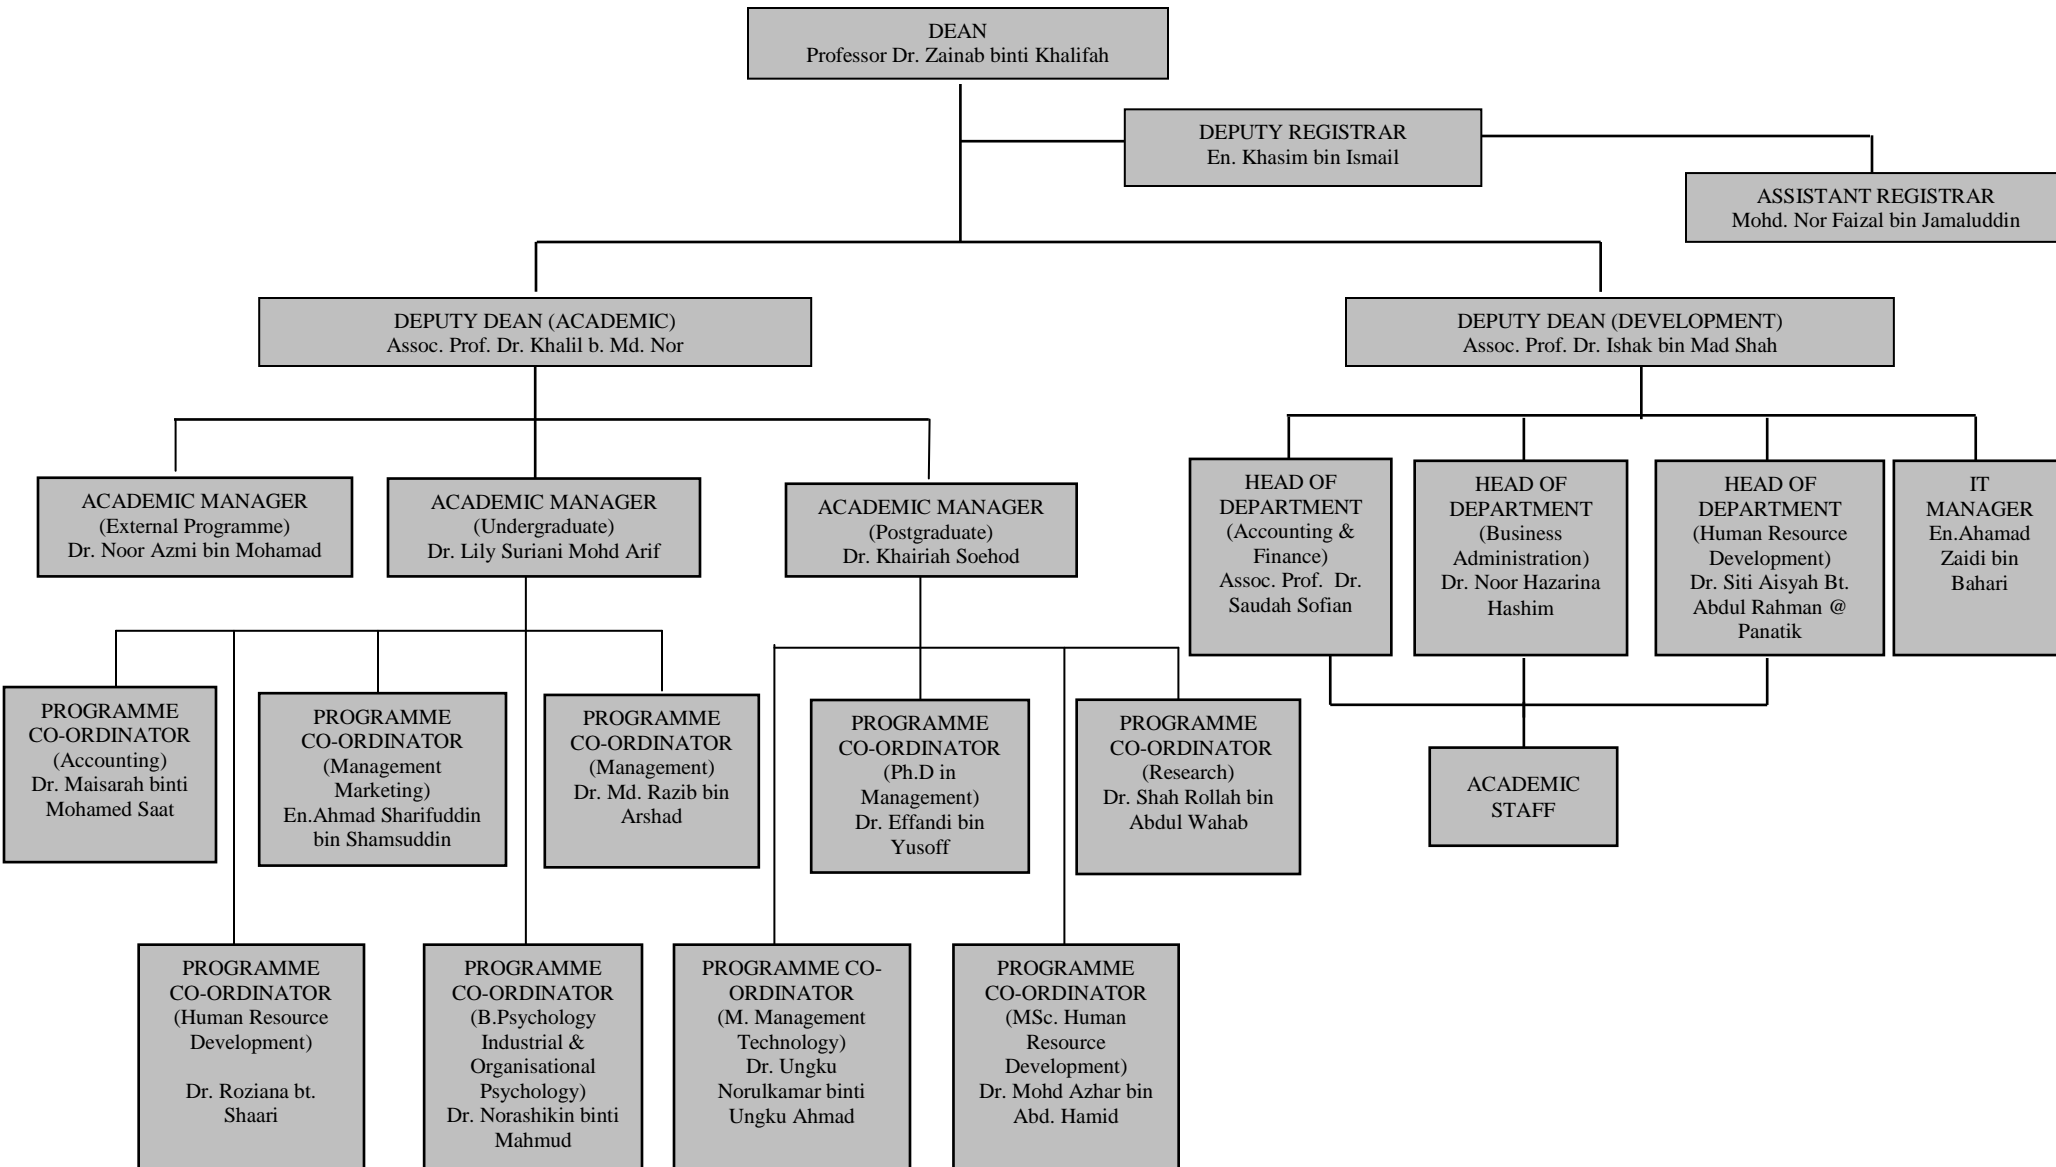 DEAN
Professor Dr. Zainab binti Khalifah
DEPUTY REGISTRAR
En. Khasim bin Ismail
ASSISTANT REGISTRAR
Mohd. Nor Faizal bin Jamaluddin
DEPUTY DEAN (ACADEMIC)
Assoc. Prof. Dr. Khalil b. Md. Nor
DEPUTY DEAN (DEVELOPMENT)
Assoc. Prof. Dr. Ishak bin Mad Shah
ACADEMIC MANAGER
(External Programme)
Dr. Noor Azmi bin Mohamad
ACADEMIC MANAGER
(Undergraduate)
Dr. Lily Suriani Mohd Arif
ACADEMIC MANAGER
(Postgraduate)
Dr. Khairiah Soehod
HEAD OF
DEPARTMENT
(Accounting &
Finance)
Assoc. Prof. Dr.
Saudah Sofian
HEAD OF
DEPARTMENT
(Business
Administration)
Dr. Noor Hazarina
Hashim
HEAD OF
DEPARTMENT
(Human Resource
Development)
Dr. Siti Aisyah Bt.
Abdul Rahman @
Panatik
IT
MANAGER
En.Ahamad
Zaidi bin
Bahari
PROGRAMME
CO-ORDINATOR
(Accounting)
Dr. Maisarah binti
Mohamed Saat
PROGRAMME
CO-ORDINATOR
(Management
Marketing)
En.Ahmad Sharifuddin
bin Shamsuddin
PROGRAMME
CO-ORDINATOR
(Management)
Dr. Md. Razib bin
Arshad
PROGRAMME
CO-ORDINATOR
(Ph.D in
Management)
Dr. Effandi bin
Yusoff
PROGRAMME
CO-ORDINATOR
(Research)
Dr. Shah Rollah bin
Abdul Wahab
ACADEMIC
STAFF
PROGRAMME
CO-ORDINATOR
(Human Resource
Development)
Dr. Roziana bt.
Shaari
PROGRAMME
CO-ORDINATOR
(B.Psychology
Industrial &
Organisational
Psychology)
Dr. Norashikin binti
Mahmud
PROGRAMME CO-
ORDINATOR
(M. Management
Technology)
Dr. Ungku
Norulkamar binti
Ungku Ahmad
PROGRAMME
CO-ORDINATOR
(MSc. Human
Resource
Development)
Dr. Mohd Azhar bin
Abd. Hamid